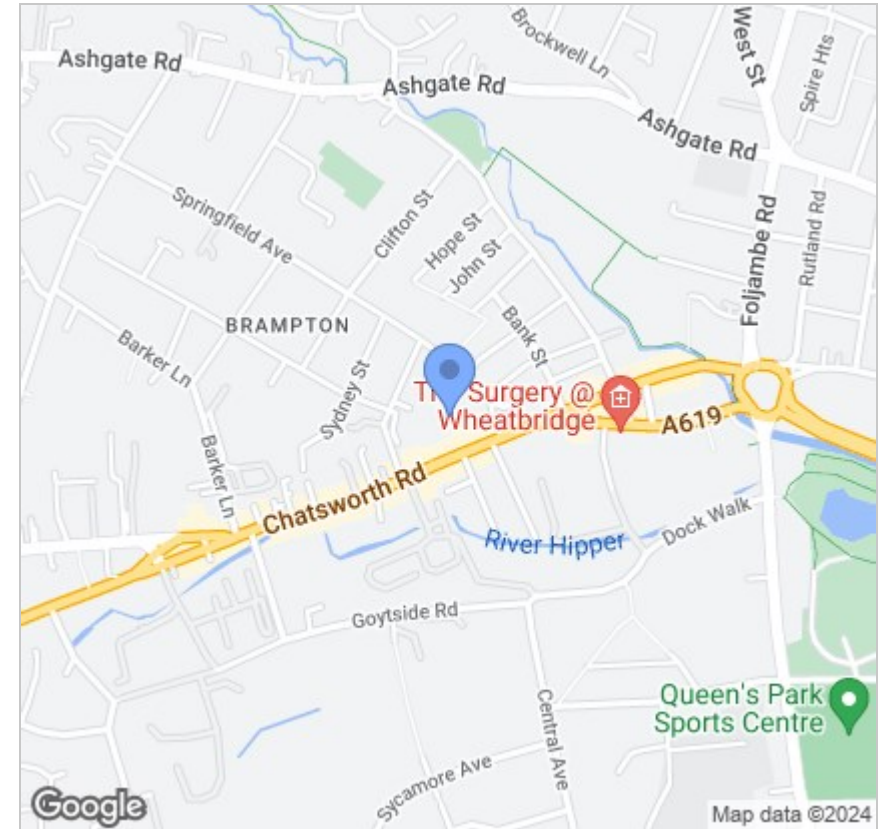 Ashgate Rd
Brockwell Ln
West St
Spire Hts
Ashgate Rd
Ashgate Rd
Springfield Ave
Clifton St
Hope St
John St
Rutland Rd
Foljambe Rd
BRAMPTON
Bank St
Barker Ln
Sydney St
Surgery @
Wheatbridge
A619
Barker Ln
Chatsworth Rd
River Hipper
Dock Walk
Goytside Rd
Central Ave
Queen's Park
Sports Centre
Sycamore Ave
Google
Map data ©2024